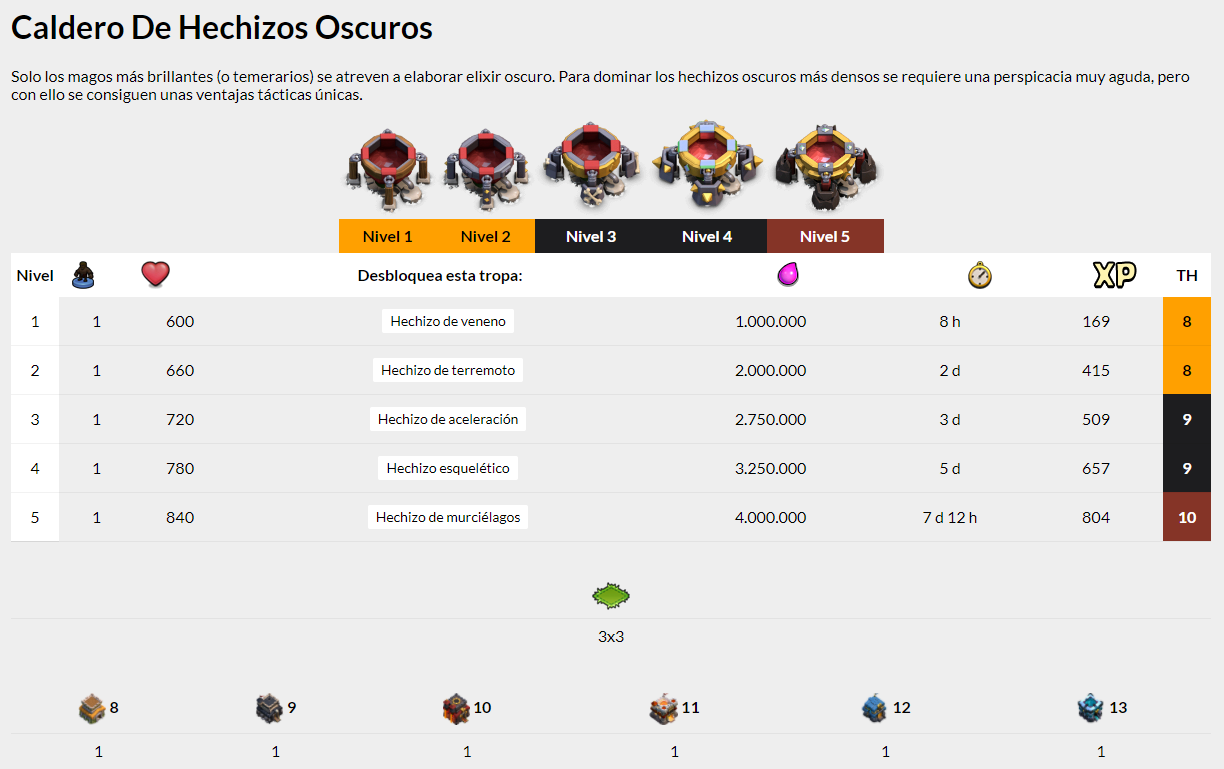 Caldero De Hechizos Oscuros
Solo los magos más brillantes (o temerarios) se atreven a elaborar elixir oscuro. Para dominar los hechizos oscuros más densos se requiere una perspicacia muy aguda, pero
con ello se consiguen unas ventajas tácticas únicas.
Nivel 1 Nivel 2 Nivel 3 Nivel 4 Nivel 5
Nivel Desbloquea esta tropa: XP TH
1 1 600 Hechizo de veneno 1.000.000 8 h 169 8
2 1 660 Hechizo de terremoto 2.000.000 2 d 415 8
3 1 720 Hechizo de aceleración 2.750.000 3 d 509 9
4 1 780 Hechizo esquelético 3.250.000 5 d 657 9
5 1 840 Hechizo de murciélagos 4.000.000 7 d 12 h 804 10
3x3
8 9 10 11 12 13
1 1 1 1 1 1